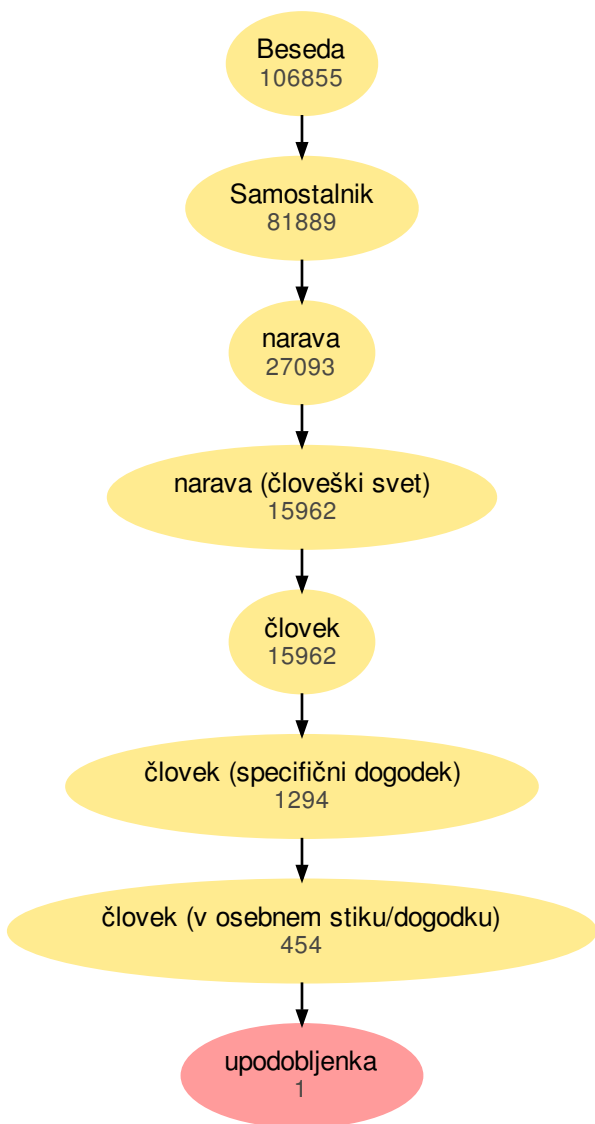 Beseda
106855
Samostalnik
81889
narava
27093
narava (človeški svet)
15962
človek
15962
človek (specifični dogodek)
1294
človek (v osebnem stiku/dogodku)
454
upodobljenka
1